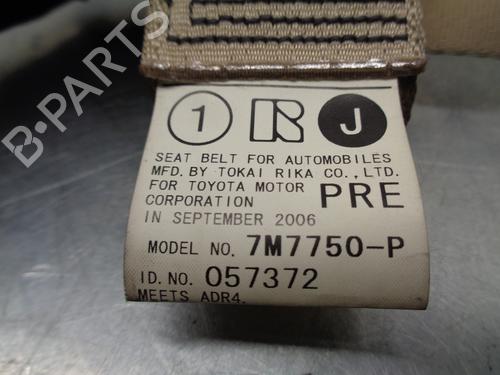 1 R J
SEAT BELT FOR AUTOMOBILES
MFD. BY TOKAI RIKA CO., LTD.
FOR TOYOTA MOTOR
CORPORATION PRE
IN SEPTEMBER 2006
MODEL NO. 7M7750-P
ID. NO. 057372
MEETS ADR4.
B-PARTS